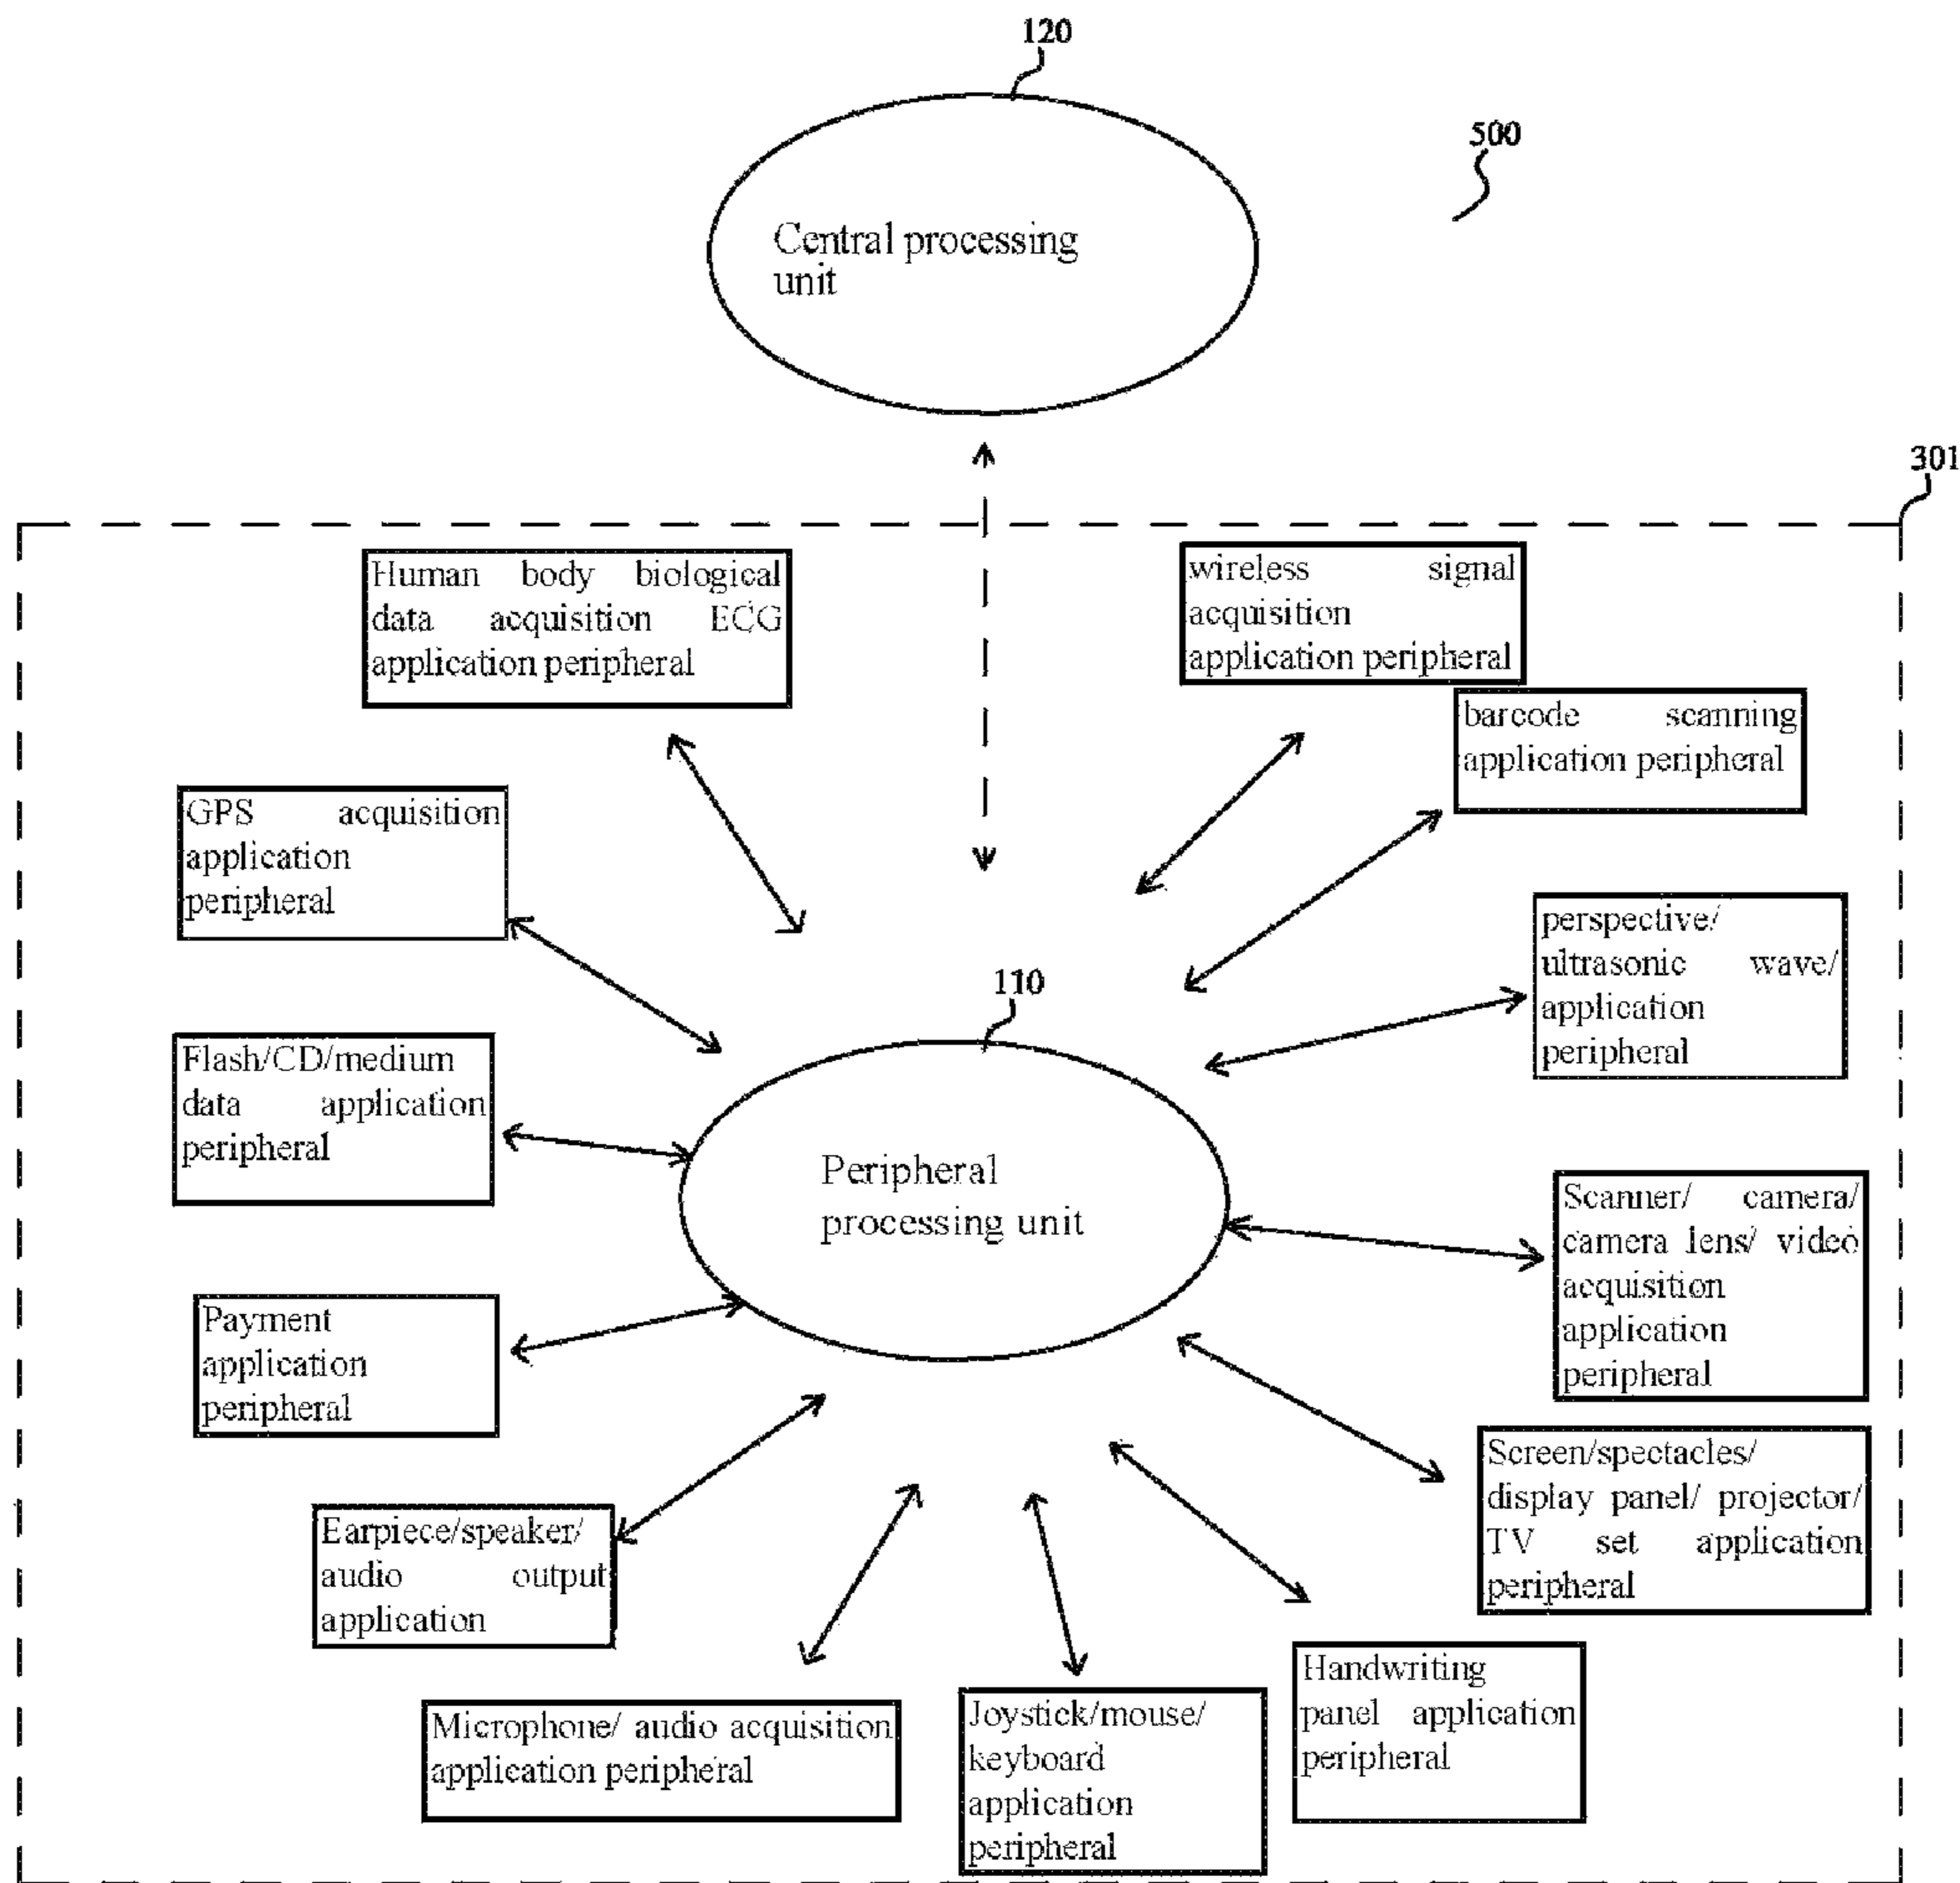 120
500
Central processing
unit
301
Human body biological
data acquisition ECG
application peripheral
wireless signal
acquisition
application peripheral
barcode scanning
application peripheral
GPS acquisition
application
peripheral
perspective/
ultrasonic wave/
application
peripheral
110
Flash/CD/medium
data application
peripheral
Peripheral
processing unit
Scanner/ camera/
camera lens/ video
acquisition
application
peripheral
Payment
application
peripheral
Screen/spectacles/
display panel/ projector/
TV set application
peripheral
Earpiece/speaker/
audio output
application
Handwriting
panel application
peripheral
Microphone/ audio acquisition
application peripheral
Joystick/mouse/
keyboard
application
peripheral